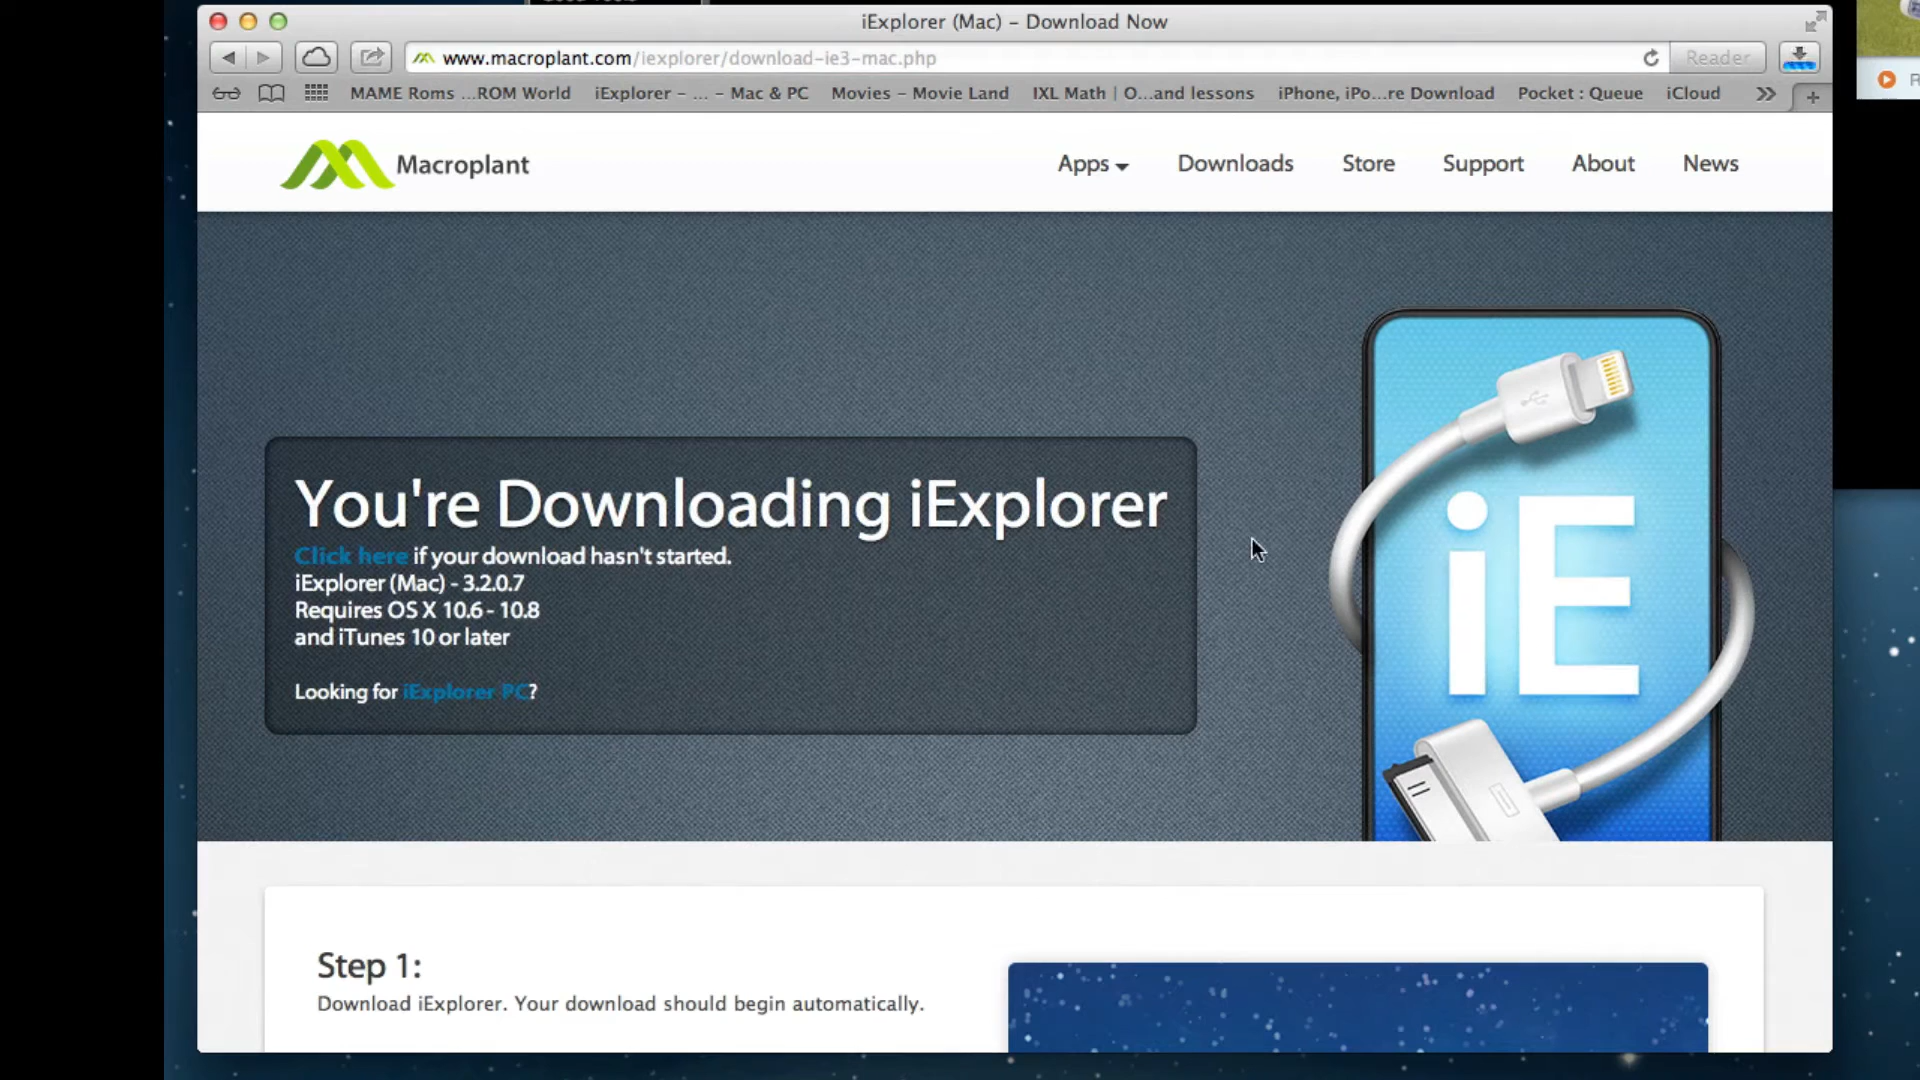 iExplorer (Mac) – Download Now
www.macroplant.com/iexplorer/download-ie3-mac.php
Reader
MAME Roms ...ROM World iExplorer – ... – Mac & PC Movies – Movie Land IXL Math | O...and lessons iPhone, iPo...re Download Pocket : Queue iCloud
Macroplant
Apps Downloads Store Support About News
You're Downloading iExplorer
Click here if your download hasn't started.
iExplorer (Mac) - 3.2.0.7
Requires OS X 10.6 - 10.8
and iTunes 10 or later
Looking for iExplorer PC?
iE
Step 1:
Download iExplorer. Your download should begin automatically.